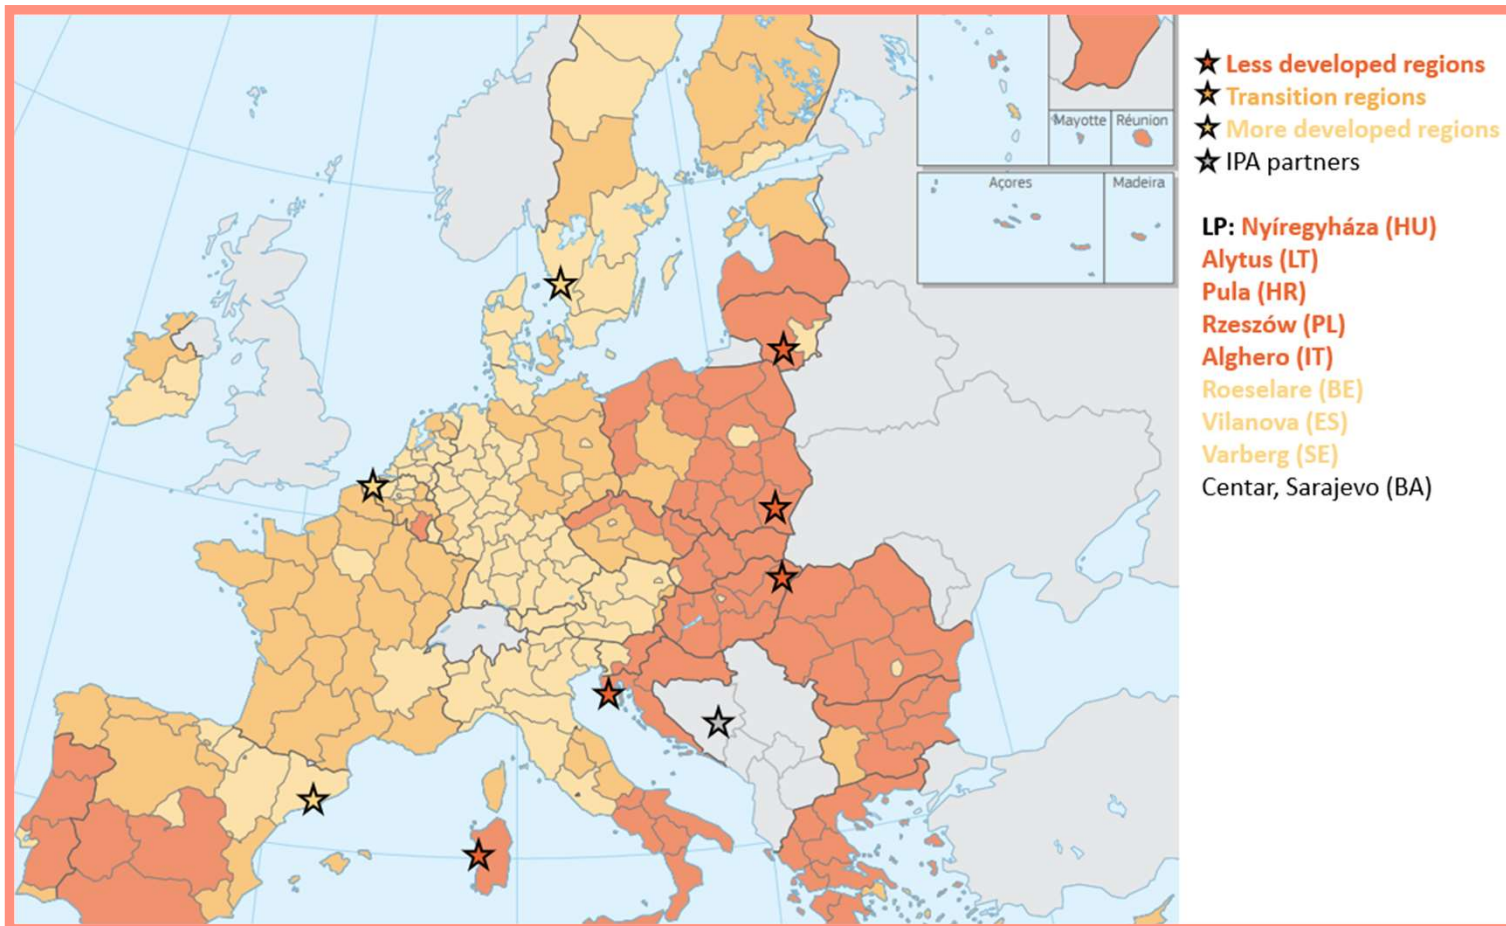 Less developed regions
Transition regions
More developed regions
IPA partners
Mayotte
Réunion
Açores
Madeira
LP: Nyíregyháza (HU)
Alytus (LT)
Pula (HR)
Rzeszów (PL)
Alghero (IT)
Roeselare (BE)
Vilanova (ES)
Varberg (SE)
Centar, Sarajevo (BA)